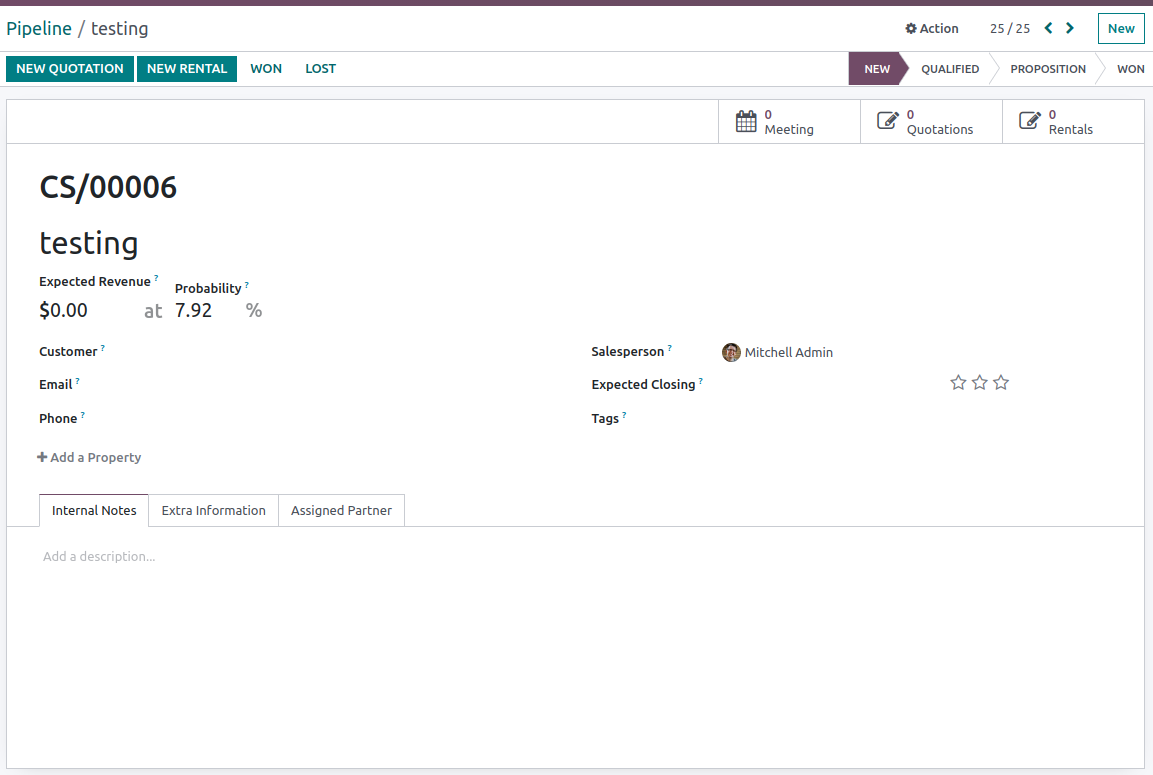 Pipeline / testing
Action
25 / 25
New
NEW QUOTATION
NEW RENTAL
WON
LOST
NEW
QUALIFIED
PROPOSITION
WON
0
Meeting
0
Quotations
0
Rentals
CS/00006
testing
Expected Revenue ?
Probability ?
$0.00 at 7.92 %
Customer ?
Salesperson ? Mitchell Admin
Email ?
Expected Closing ?
Phone ?
Tags ?
+ Add a Property
Internal Notes
Extra Information
Assigned Partner
Add a description...